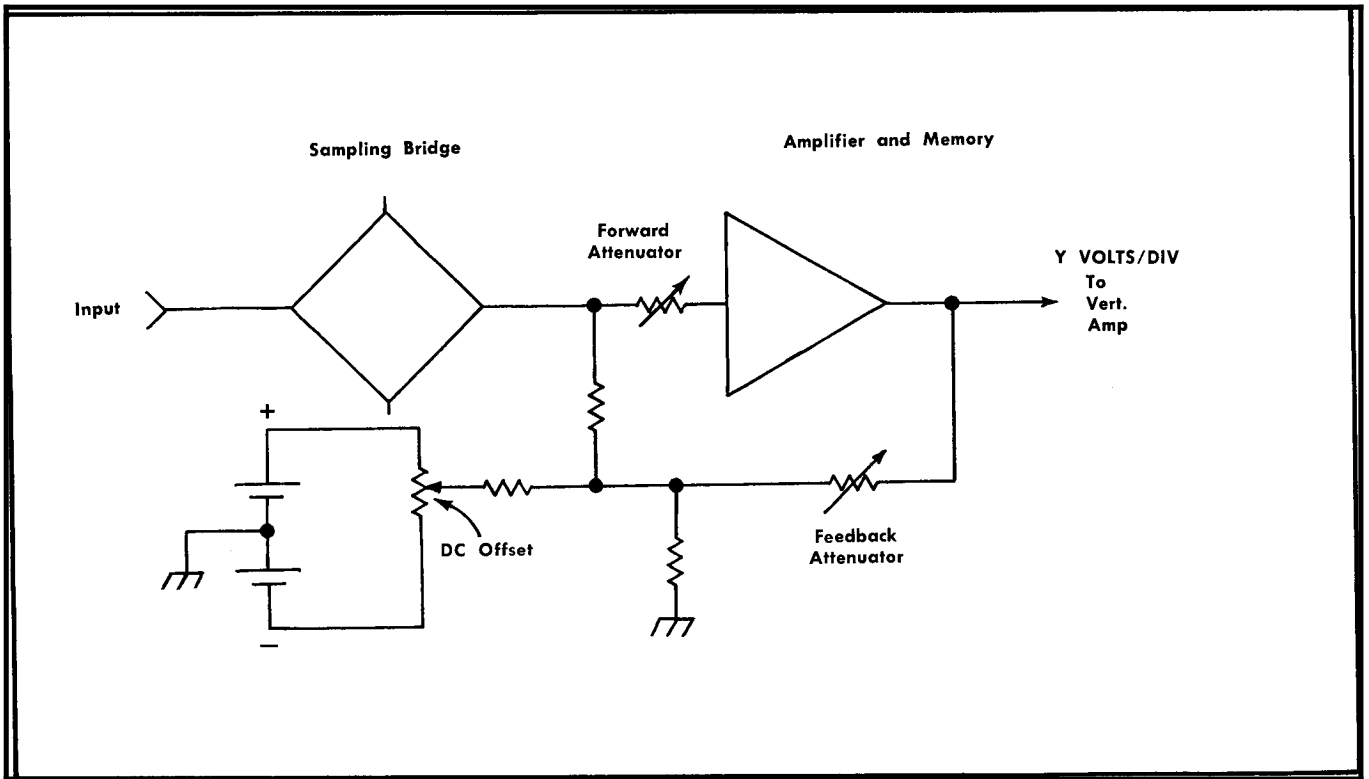 Sampling Bridge
Amplifier and Memory
Forward
Attenuator
Y VOLTS/DIV
To
Vert.
Amp
Input
+
DC Offset
Feedback
Attenuator
–